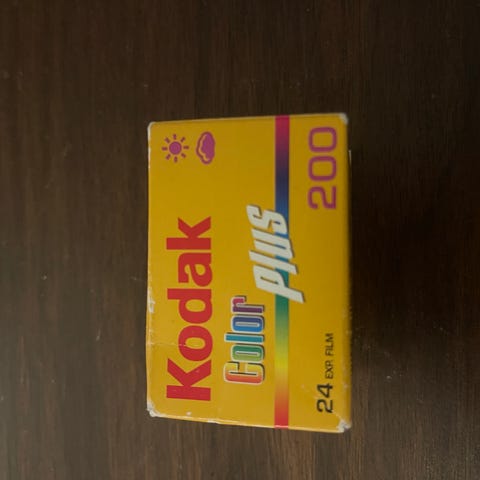 Kodak
Color plus
24 EXP. FILM 200